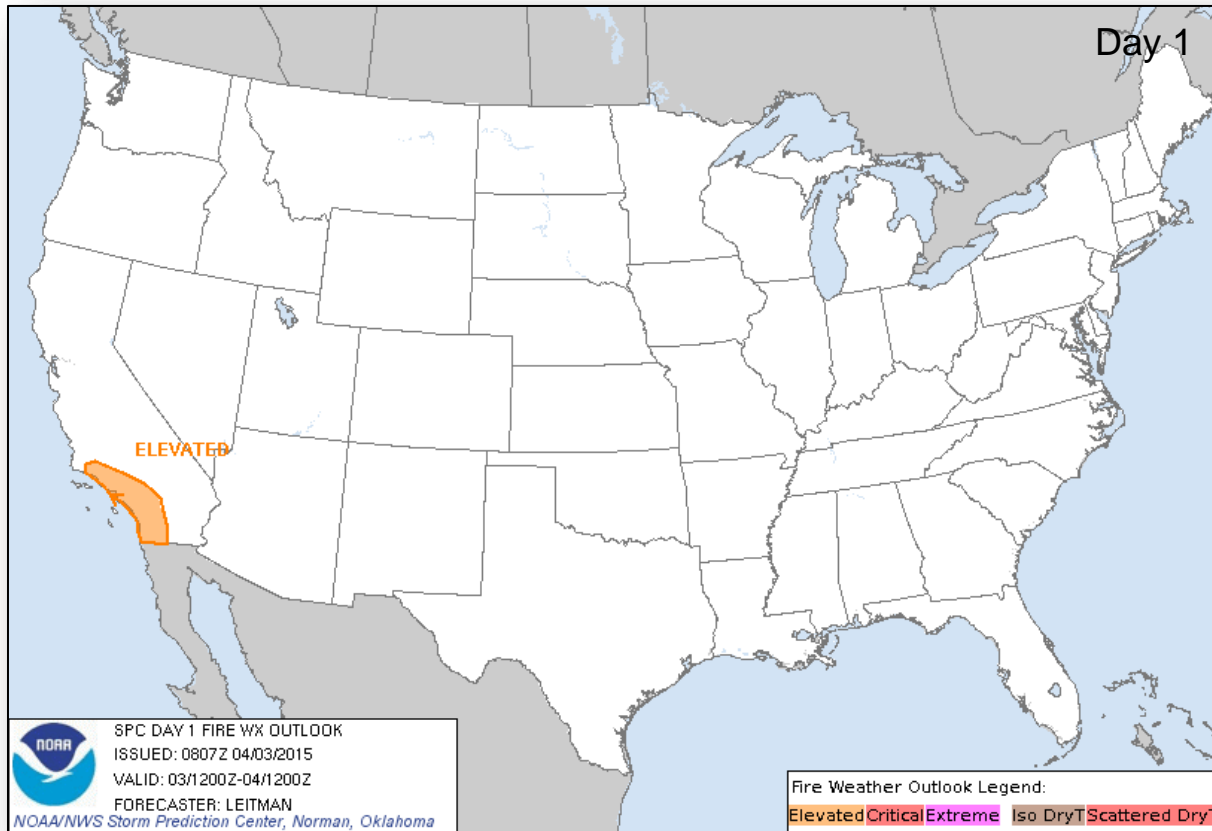 Day 1
ELEVATED
NOAA
SPC DAY 1 FIRE WX OUTLOOK
ISSUED: 0807Z 04/03/2015
VALID: 03/1200Z-04/1200Z
FORECASTER: LEITMAN
NOAA/NWS Storm Prediction Center, Norman, Oklahoma
Fire Weather Outlook Legend:
Elevated Critical Extreme Iso DryT Scattered DryT